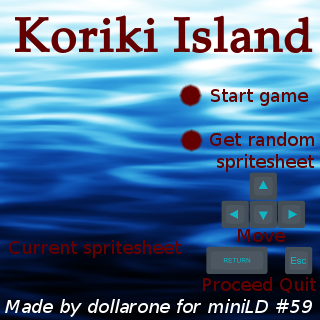 Koriki Island
Start game
Get random
spritesheet
Move
Current spritesheet
RETURN
Esc
Proceed Quit
Made by dollarone for miniLD #59